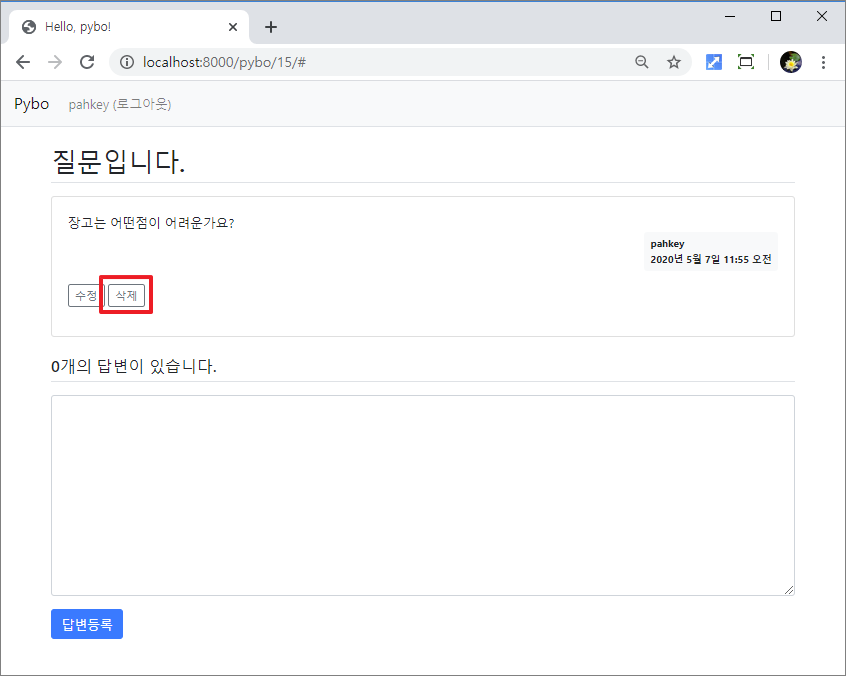 Hello, pybo!
localhost:8000/pybo/15/#
Pybo pahkey (로그아웃)
질문입니다.
장고는 어떤점이 어려운가요?
pahkey
2020년 5월 7일 11:55 오전
수정 삭제
0개의 답변이 있습니다.
답변등록